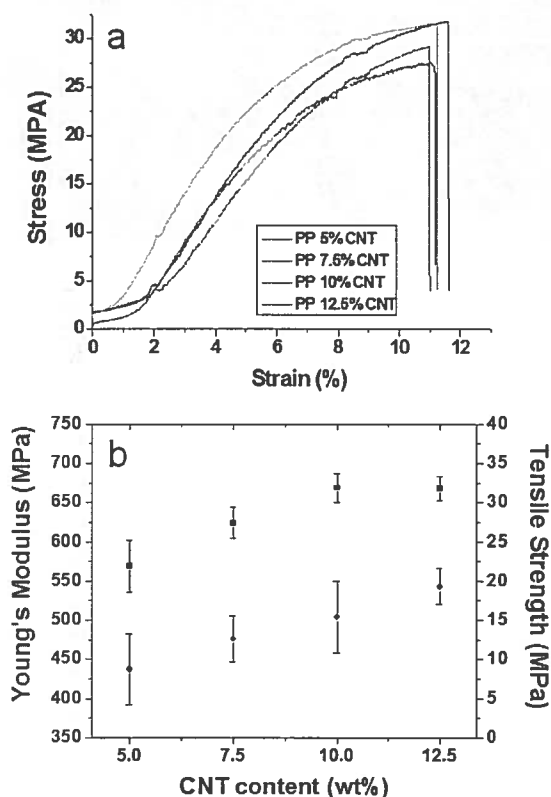 a
30
25
20
15
10
5
0
Stress (MPA)
PP 5%CNT
PP 7.5%CNT
PP 10%CNT
PP 12.5%CNT
0 2 4 6 8 10 12
Strain (%)
b
750
700
650
600
550
500
450
400
350
Young's Modulus (MPa)
40
35
30
25
20
15
10
5
0
Tensile Strength (MPa)
5.0 7.5 10.0 12.5
CNT content (wt%)